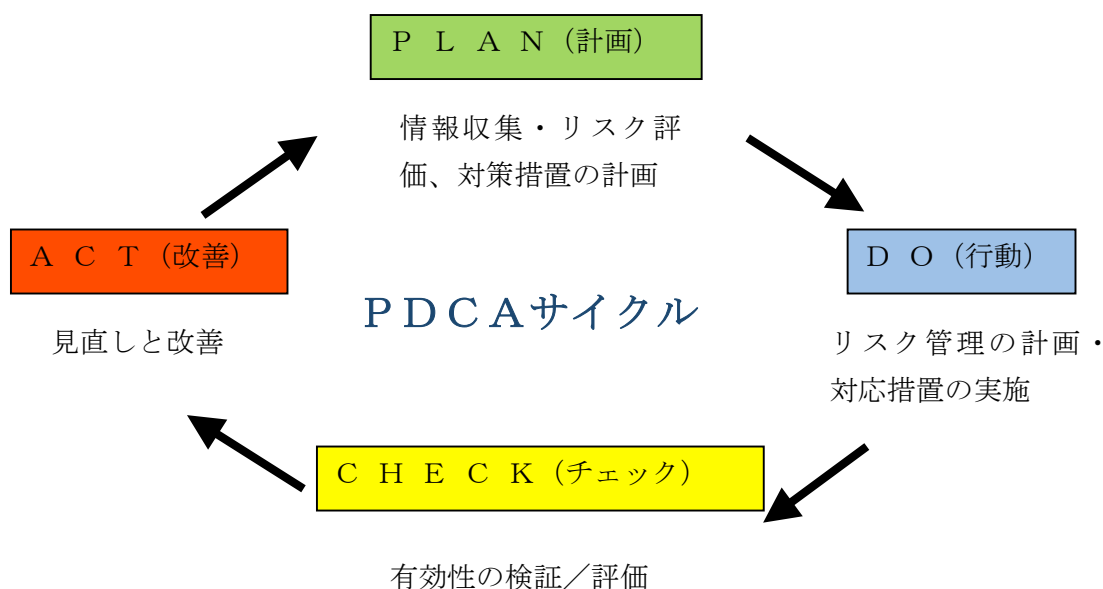 ＰＬＡＮ（計画）
情報収集・リスク評
価、対策措置の計画
ＡＣＴ（改善）
ＤＯ（行動）
ＰＤＣＡサイクル
見直しと改善
リスク管理の計画・
対応措置の実施
ＣＨＥＣＫ（チェック）
有効性の検証／評価